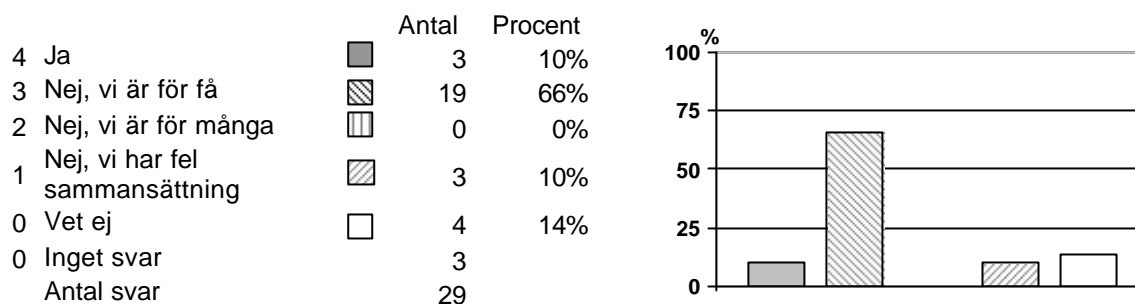 Antal Procent
4 Ja 3 10%
3 Nej, vi är för få 19 66%
2 Nej, vi är för många 0 0%
1 Nej, vi har fel
sammansättning 3 10%
0 Vet ej 4 14%
0 Inget svar 3
Antal svar 29
%
100
75
50
25
0